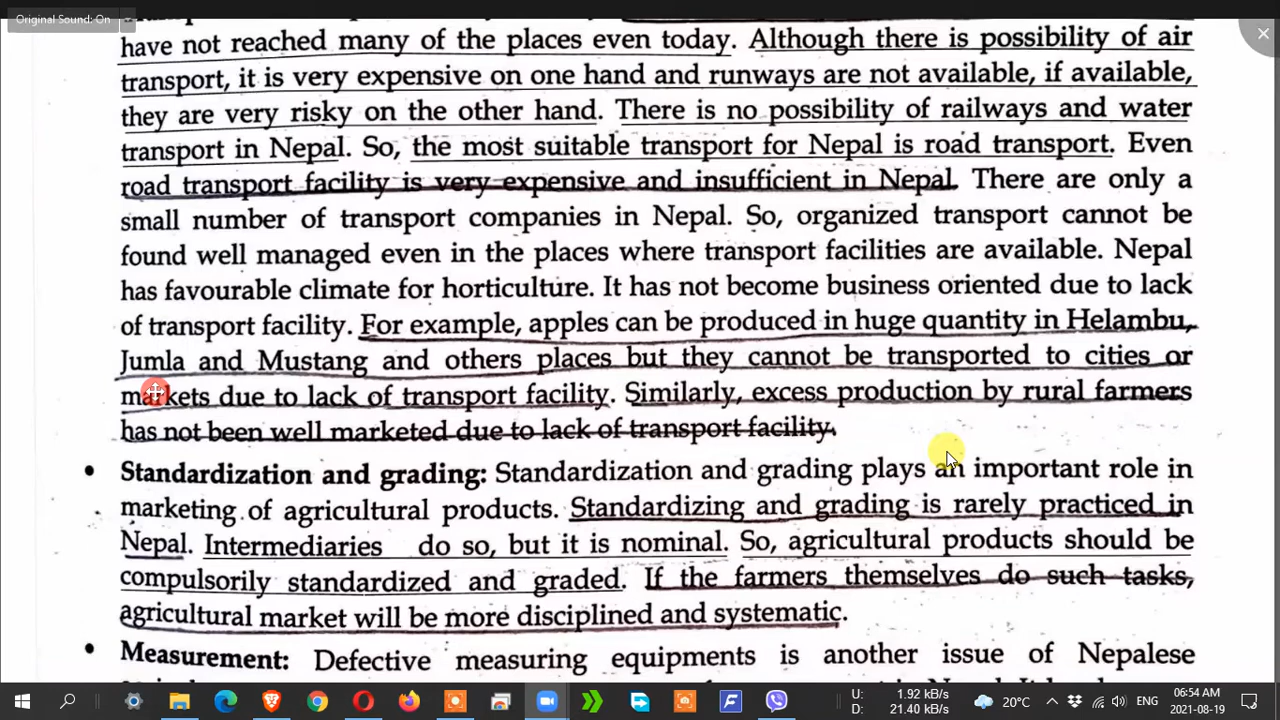 Original Sound: On
have not reached many of the places even today. Although there is possibility of air
transport, it is very expensive on one hand and runways are not available, if available,
they are very risky on the other hand. There is no possibility of railways and water
transport in Nepal. So, the most suitable transport for Nepal is road transport. Even
road transport facility is very expensive and insufficient in Nepal. There are only a
small number of transport companies in Nepal. So, organized transport cannot be
found well managed even in the places where transport facilities are available. Nepal
has favourable climate for horticulture. It has not become business oriented due to lack
of transport facility. For example, apples can be produced in huge quantity in Helambu,
Jumla and Mustang and others places but they cannot be transported to cities or
markets due to lack of transport facility. Similarly, excess production by rural farmers
has not been well marketed due to lack of transport facility.
• Standardization and grading: Standardization and grading plays an important role in
marketing of agricultural products. Standardizing and grading is rarely practiced in
Nepal. Intermediaries do so, but it is nominal. So, agricultural products should be
compulsorily standardized and graded. If the farmers themselves do such tasks,
agricultural market will be more disciplined and systematic.
• Measurement: Defective measuring equipments is another issue of Nepalese
U: 1.92 kB/s
D: 21.40 kB/s
20°C
ENG
06:54 AM
2021-08-19